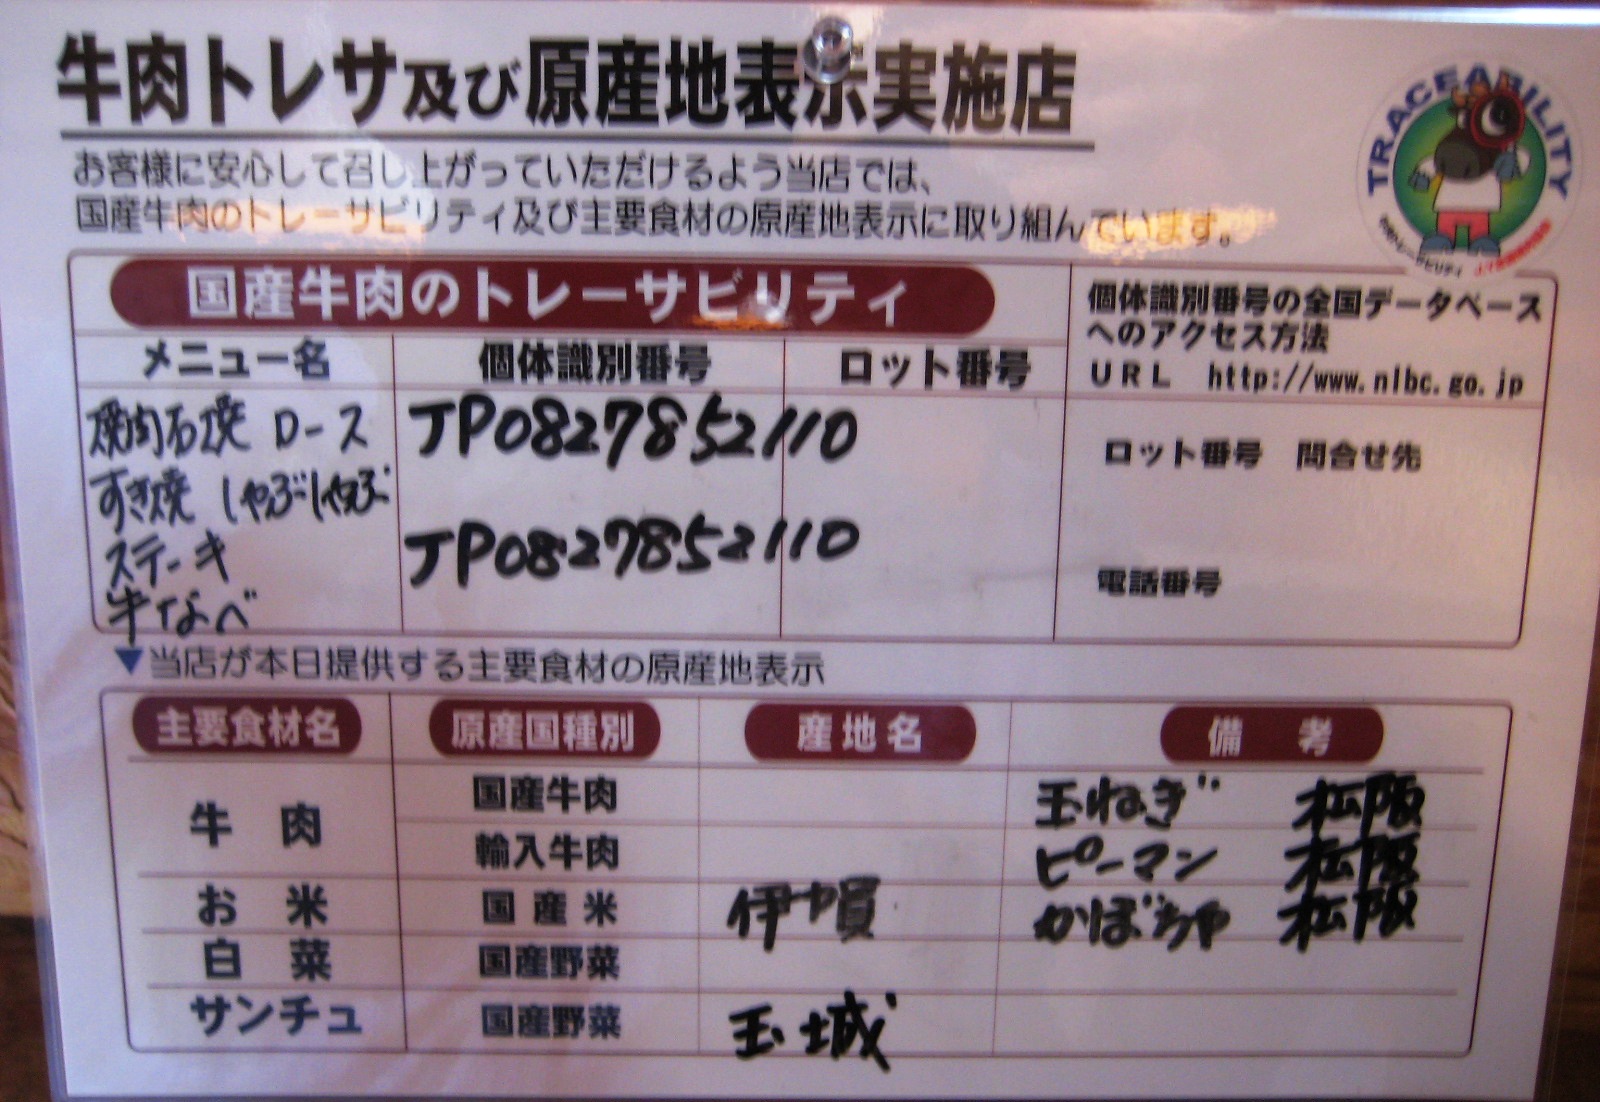 牛肉トレサ及び原産地表示実施店
TRACEABILITY
お客様に安心して召し上がっていただけるよう当店では、
国産牛肉のトレーサビリティ及び主要食材の原産地表示に取り組んでいます。
国産牛肉のトレーサビリティ
個体識別番号の全国データベース
へのアクセス方法
URL http://www.nlbc.go.jp
メニュー名 個体識別番号 ロット番号
焼肉石焼 ロース JP0827852110
ロット番号 問合せ先
すき焼 しゃぶしゃぶ
ステーキ JP0827852110
電話番号
牛なべ
▼当店が本日提供する主要食材の原産地表示
主要食材名 原産国種別 産地名 備考
牛肉 国産牛肉 玉ねぎ 松阪
輸入牛肉 ピーマン 松阪
お米 国産米 伊賀 かぼちゃ 松阪
白菜 国産野菜
サンチュ 国産野菜 玉城